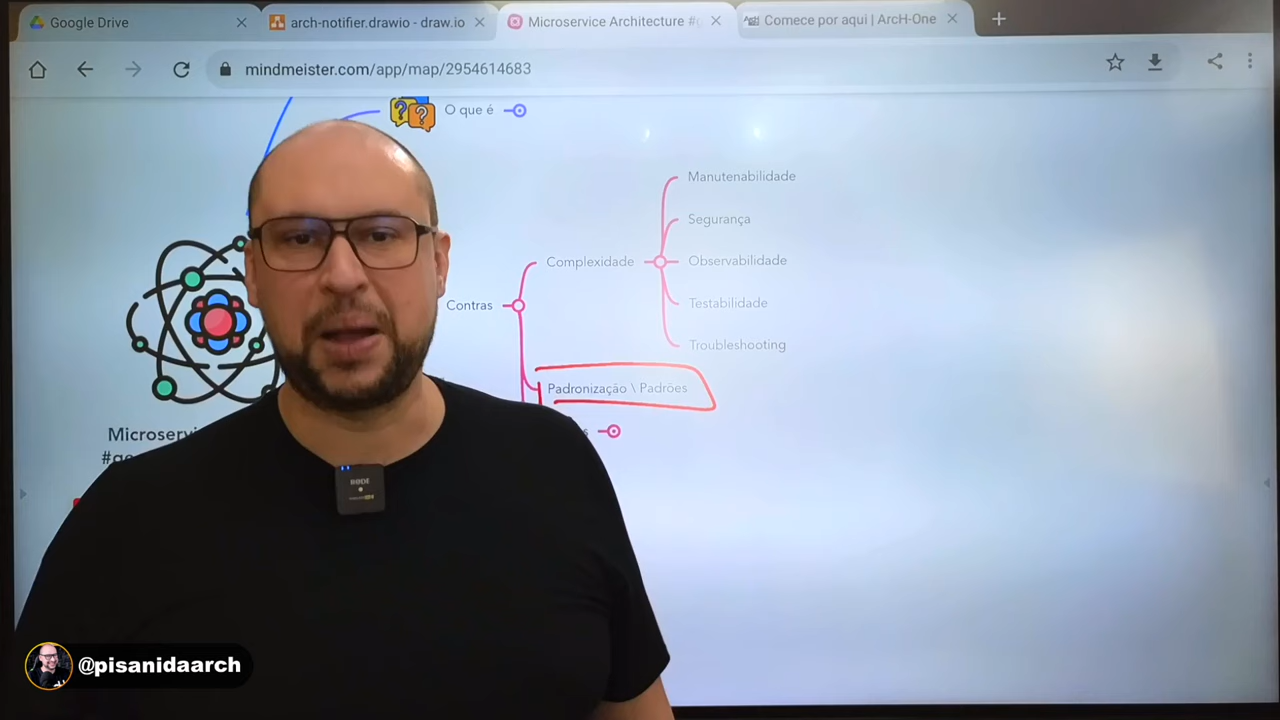 Google Drive
arch-notifier.drawio - draw.io
Microservice Architecture #g
Comece por aqui | ArcH-One
mindmeister.com/app/map/2954614683
O que é
Manutenabilidade
Segurança
Complexidade
Observabilidade
Contras
Testabilidade
Troubleshooting
Padronização \ Padrões
Microservi
RØDE
@pisanidaarch